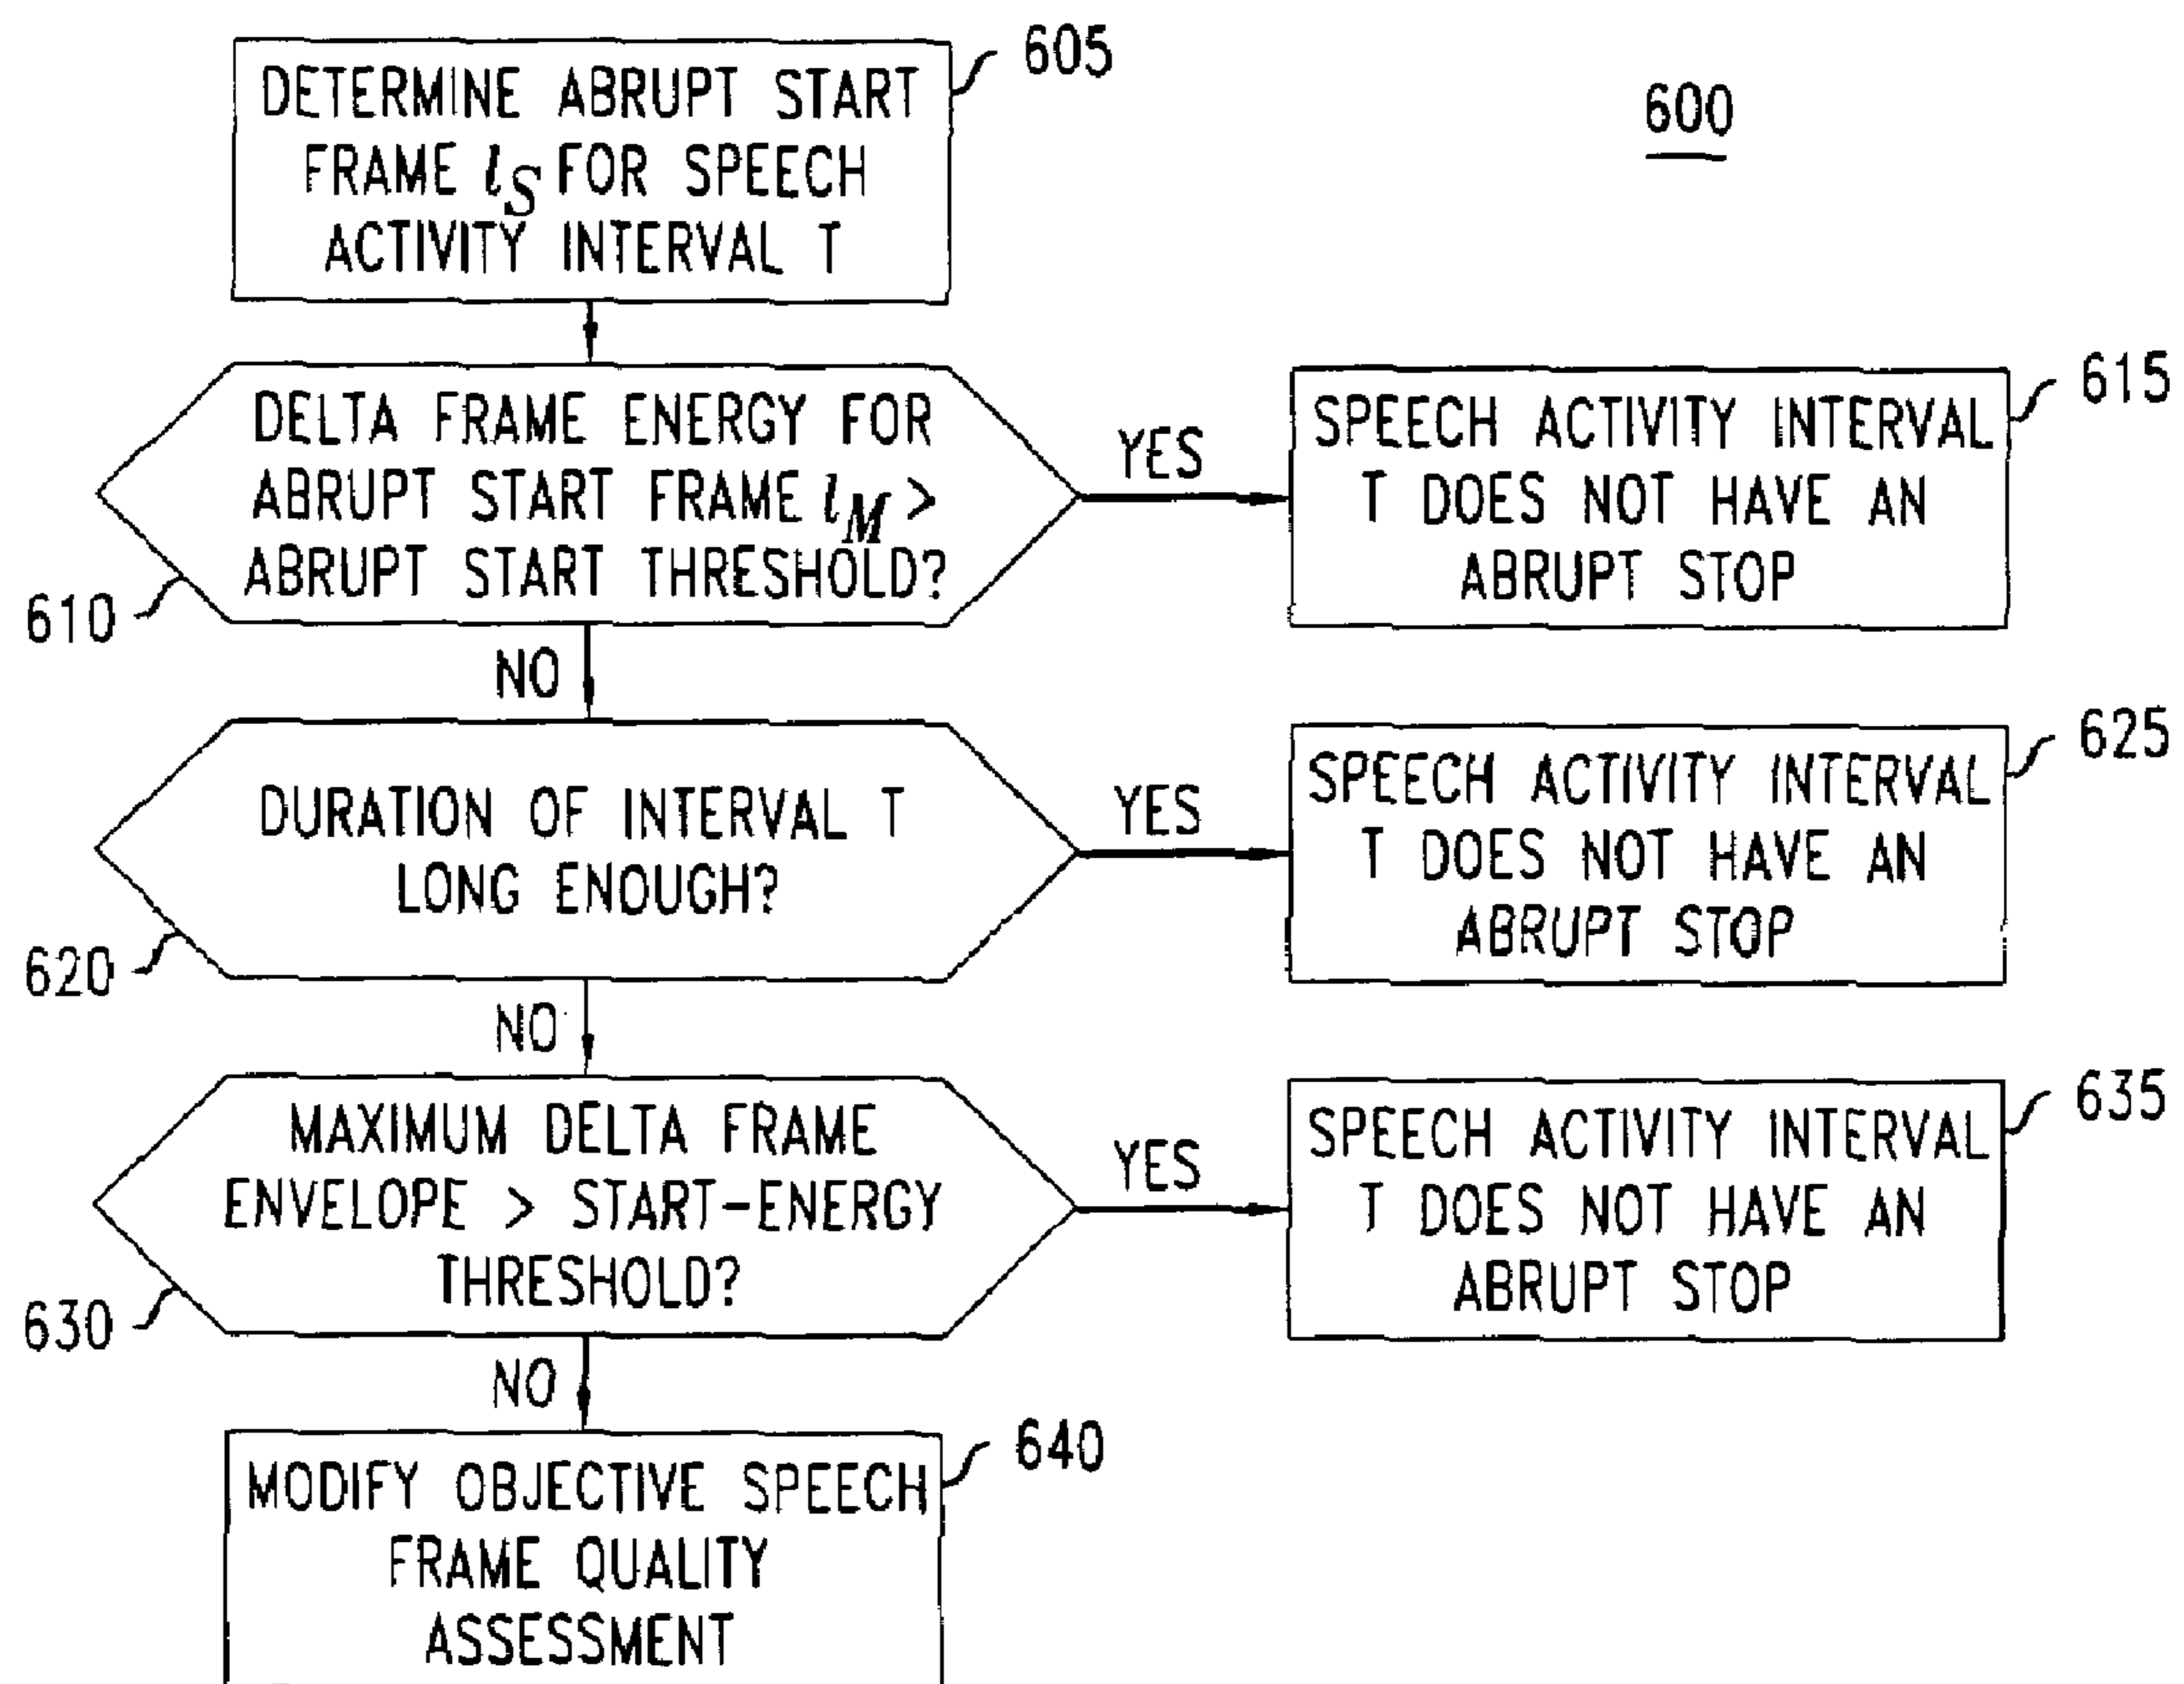 605
DETERMINE ABRUPT START
FRAME lS FOR SPEECH
ACTIVITY INTERVAL T
600
DELTA FRAME ENERGY FOR
ABRUPT START FRAME lM >
ABRUPT START THRESHOLD?
610
YES
615
SPEECH ACTIVITY INTERVAL
T DOES NOT HAVE AN
ABRUPT STOP
NO
DURATION OF INTERVAL T
LONG ENOUGH?
620
YES
625
SPEECH ACTIVITY INTERVAL
T DOES NOT HAVE AN
ABRUPT STOP
NO
MAXIMUM DELTA FRAME
ENVELOPE > START-ENERGY
THRESHOLD?
630
YES
635
SPEECH ACTIVITY INTERVAL
T DOES NOT HAVE AN
ABRUPT STOP
NO
640
MODIFY OBJECTIVE SPEECH
FRAME QUALITY
ASSESSMENT